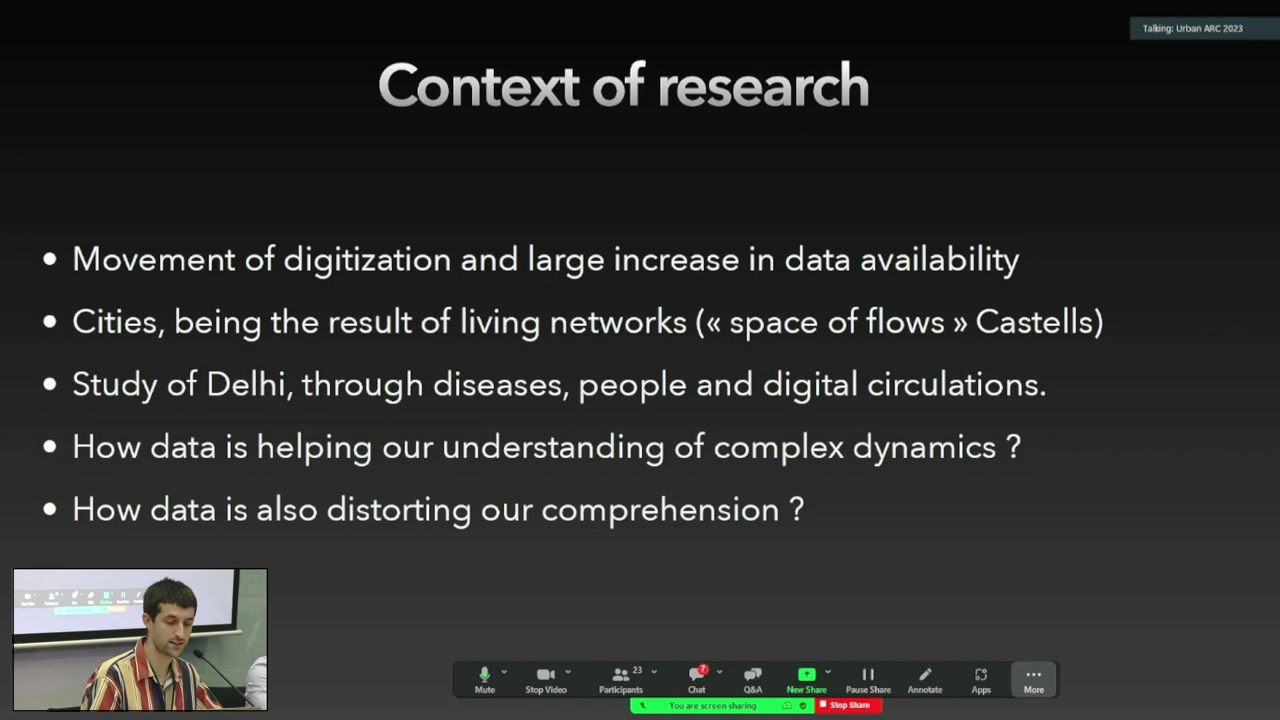 Talking: Urban ARC 2023
Context of research
• Movement of digitization and large increase in data availability
• Cities, being the result of living networks (« space of flows » Castells)
• Study of Delhi, through diseases, people and digital circulations.
• How data is helping our understanding of complex dynamics ?
• How data is also distorting our comprehension ?
Mute
Stop Video
23
Participants
7
Chat
Q&A
New Share
Pause Share
Annotate
Apps
More
You are screen sharing
Stop Share